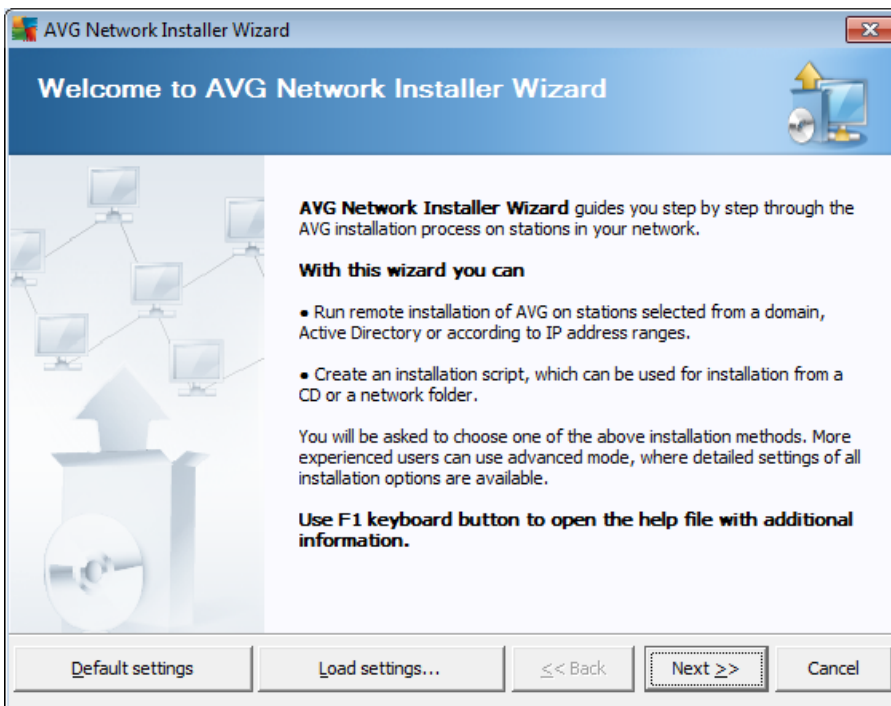 AVG Network Installer Wizard
Welcome to AVG Network Installer Wizard
AVG Network Installer Wizard guides you step by step through the
AVG installation process on stations in your network.
With this wizard you can
• Run remote installation of AVG on stations selected from a domain,
Active Directory or according to IP address ranges.
• Create an installation script, which can be used for installation from a
CD or a network folder.
You will be asked to choose one of the above installation methods. More
experienced users can use advanced mode, where detailed settings of all
installation options are available.
Use F1 keyboard button to open the help file with additional
information.
Default settings
Load settings...
<< Back
Next >>
Cancel